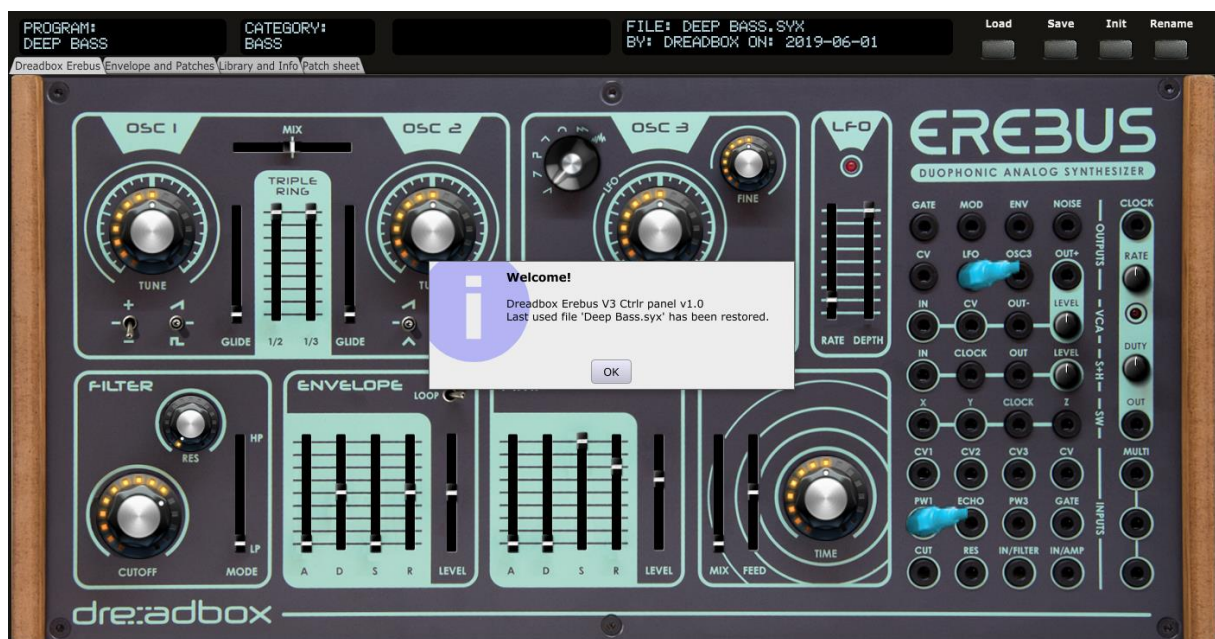 PROGRAM:
DEEP BASS
CATEGORY:
BASS
FILE: DEEP BASS.SYX
BY: DREADBOX ON: 2019-06-01
Load Save Init Rename
Dreadbox Erebus Envelope and Patches Library and Info Patch sheet
OSC 1
MIX
OSC 2
TRIPLE
RING
TUNE
+
-
GLIDE 1/2 1/3 GLIDE
OSC 3
LFO
FINE
LFO
RATE DEPTH
EREBUS
DUOPHONIC ANALOG SYNTHESIZER
GATE MOD ENV NOISE CLOCK
CV LFO OSC3 OUT+ RATE
OUTPUTS
IN CV OUT- LEVEL
VCA
DUTY
IN CLOCK OUT LEVEL
S+H
X Y CLOCK Z OUT
SW
CV1 CV2 CV3 CV MULTI
PW1 ECHO PW3 GATE
INPUTS
CUT RES IN/FILTER IN/AMP
Welcome!
Dreadbox Erebus V3 Ctrlr panel v1.0
Last used file 'Deep Bass.syx' has been restored.
OK
FILTER
RES
HP
LP
CUTOFF MODE
ENVELOPE
LOOP
A D S R LEVEL
A D S R LEVEL
MIX FEED
TIME
dreadbox